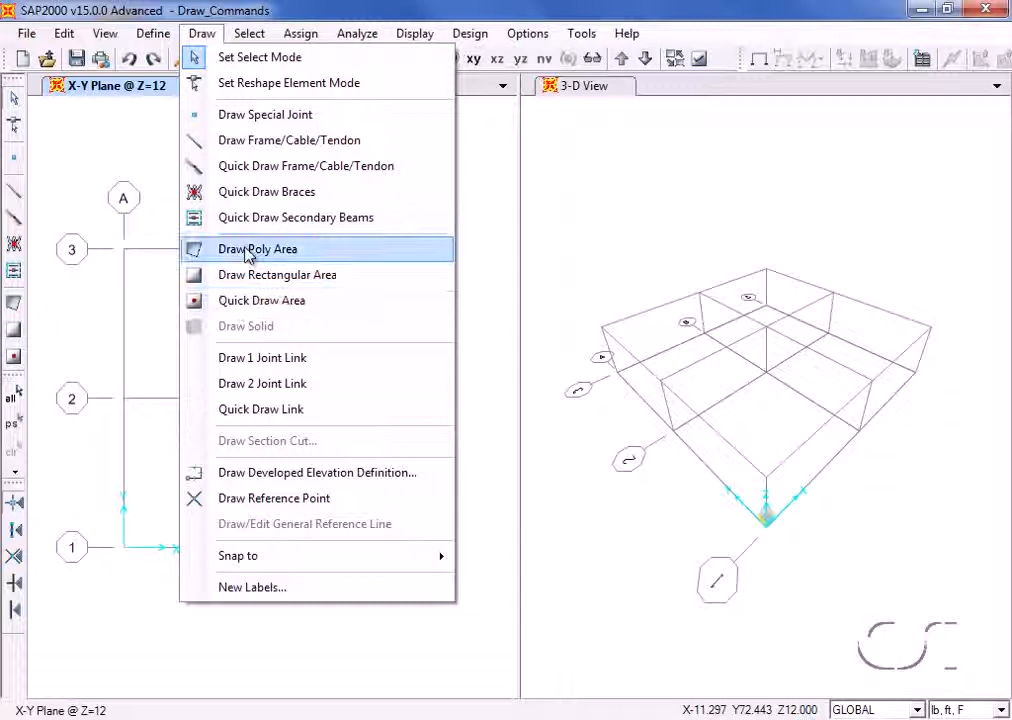 SAP2000 v15.0.0 Advanced - Draw_Commands
File Edit View Define Draw Select Assign Analyze Display Design Options Tools Help
xy xz yz nv
X-Y Plane @ Z=12
3-D View
Set Select Mode
Set Reshape Element Mode
Draw Special Joint
Draw Frame/Cable/Tendon
Quick Draw Frame/Cable/Tendon
Quick Draw Braces
Quick Draw Secondary Beams
Draw Poly Area
Draw Rectangular Area
Quick Draw Area
Draw Solid
Draw 1 Joint Link
Draw 2 Joint Link
Quick Draw Link
Draw Section Cut...
Draw Developed Elevation Definition...
Draw Reference Point
Draw/Edit General Reference Line
Snap to
New Labels...
all
ps
clr
A
3
2
1
Y
X
Z
X
CSI
X-Y Plane @ Z=12
X-11.297 Y72.443 Z12.000
GLOBAL
lb, ft, F